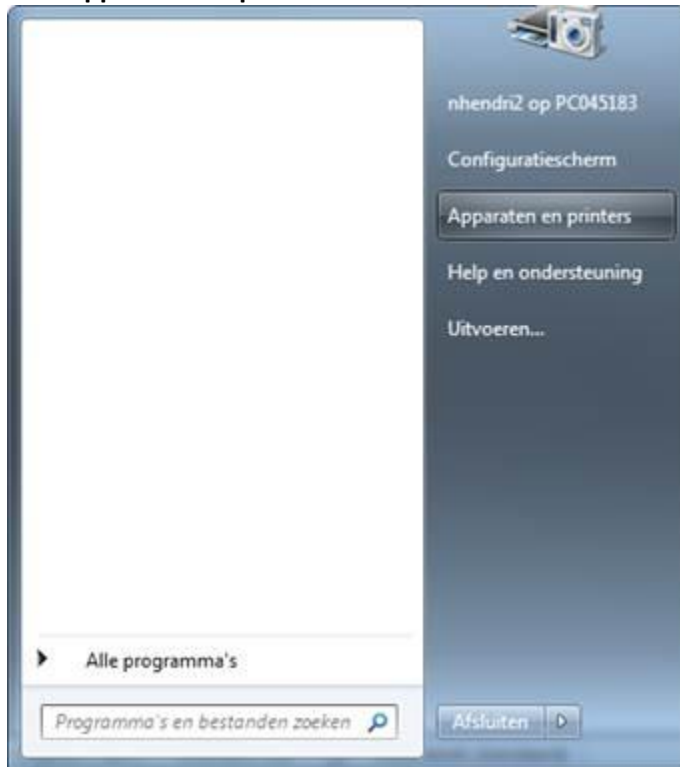 nhendri2 op PC045183
Configuratiescherm
Apparaten en printers
Help en ondersteuning
Uitvoeren...
Alle programma's
Programma's en bestanden zoeken
Afsluiten